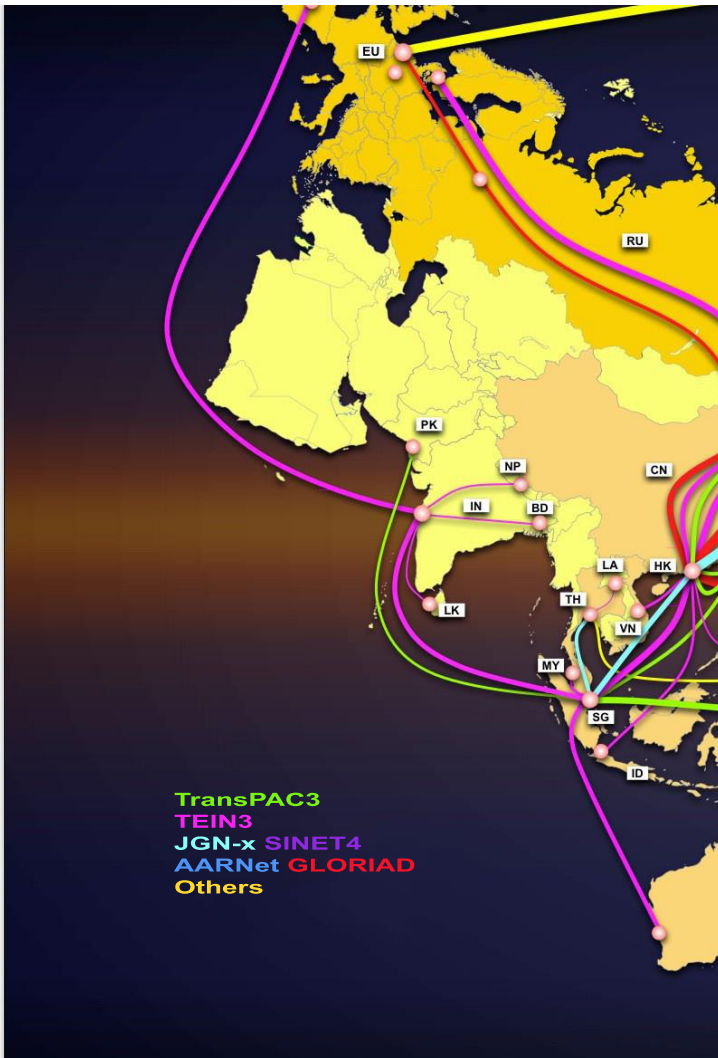 EU
RU
PK
CN
NP
IN
BD
LA
HK
TH
LK
VN
MY
SG
ID
TransPAC3
TEIN3
JGN-x SINET4
AARNet GLORIAD
Others